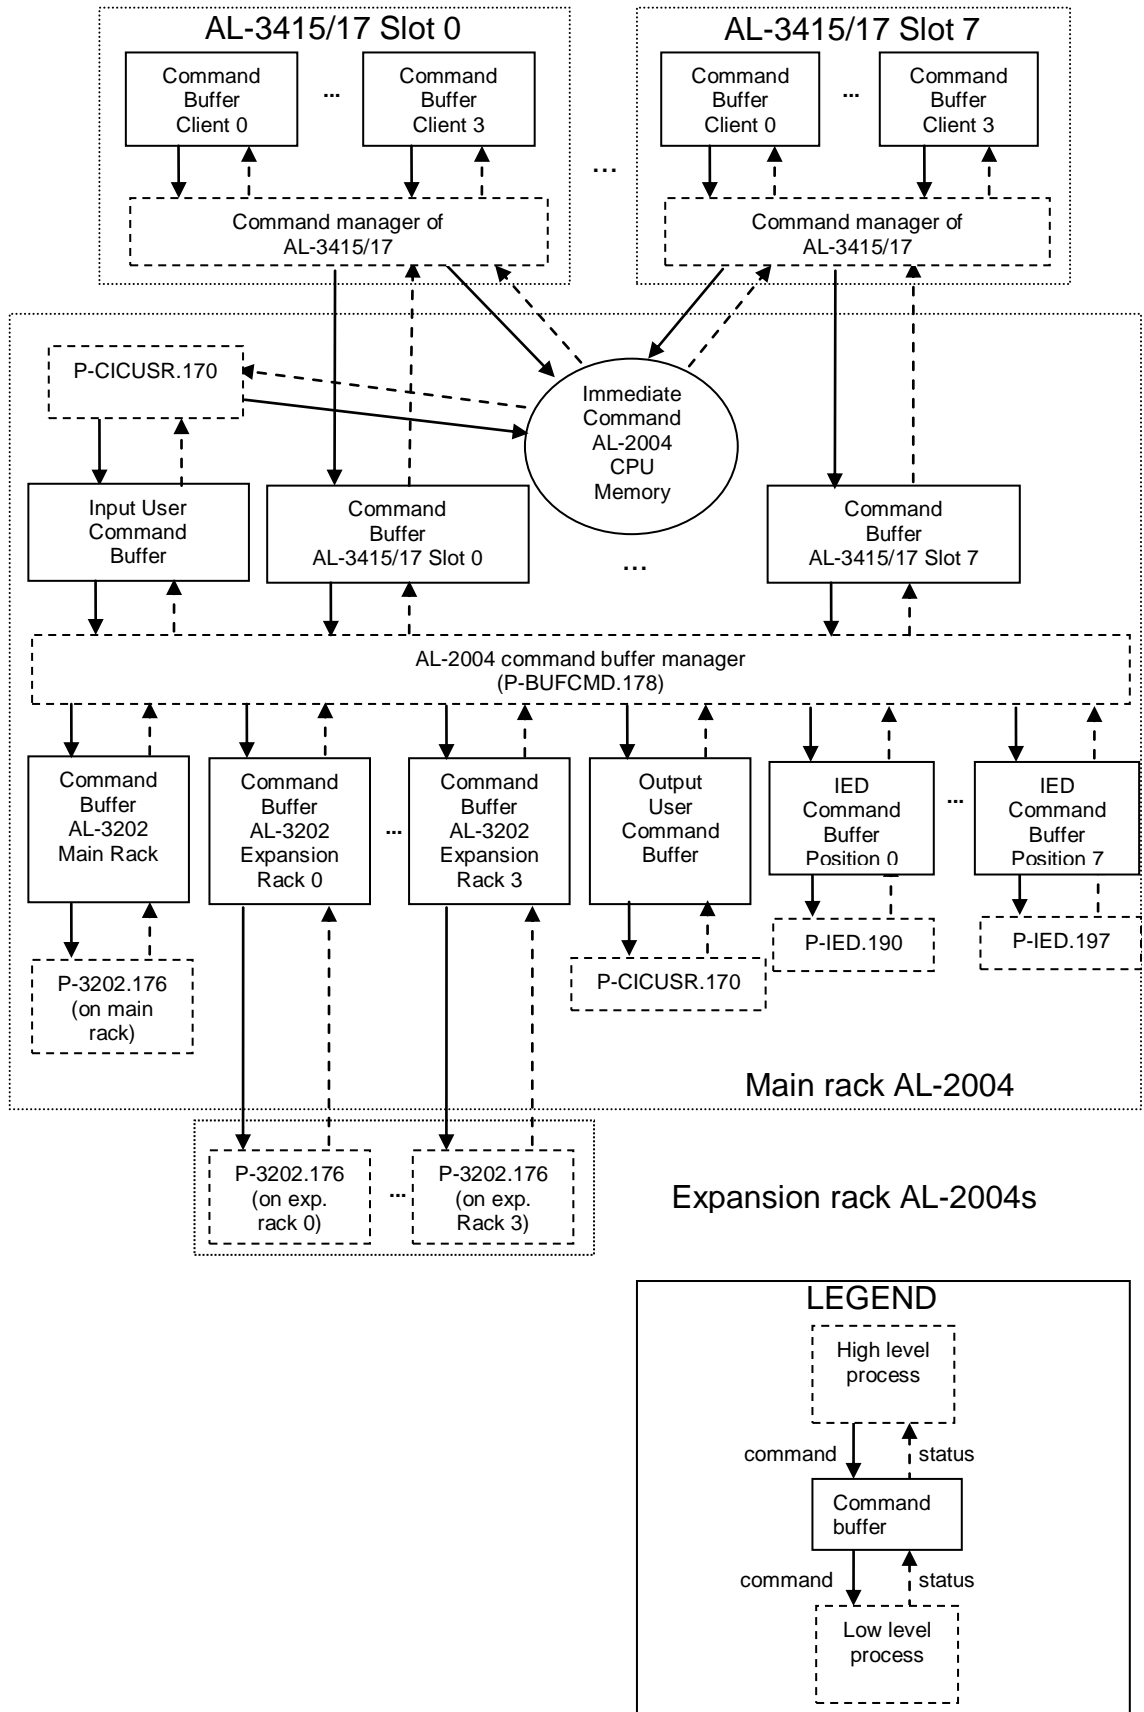 AL-3415/17 Slot 0
Command
Buffer
Client 0
...
Command
Buffer
Client 3
Command manager of
AL-3415/17
...
AL-3415/17 Slot 7
Command
Buffer
Client 0
...
Command
Buffer
Client 3
Command manager of
AL-3415/17
P-CICUSR.170
Immediate
Command
AL-2004
CPU
Memory
Input User
Command
Buffer
Command
Buffer
AL-3415/17 Slot 0
...
Command
Buffer
AL-3415/17 Slot 7
AL-2004 command buffer manager
(P-BUFCMD.178)
Command
Buffer
AL-3202
Main Rack
Command
Buffer
AL-3202
Expansion
Rack 0
...
Command
Buffer
AL-3202
Expansion
Rack 3
Output
User
Command
Buffer
IED
Command
Buffer
Position 0
...
IED
Command
Buffer
Position 7
P-3202.176
(on main
rack)
P-CICUSR.170
P-IED.190
P-IED.197
Main rack AL-2004
P-3202.176
(on exp.
rack 0)
...
P-3202.176
(on exp.
Rack 3)
Expansion rack AL-2004s
LEGEND
High level
process
command
status
Command
buffer
command
status
Low level
process